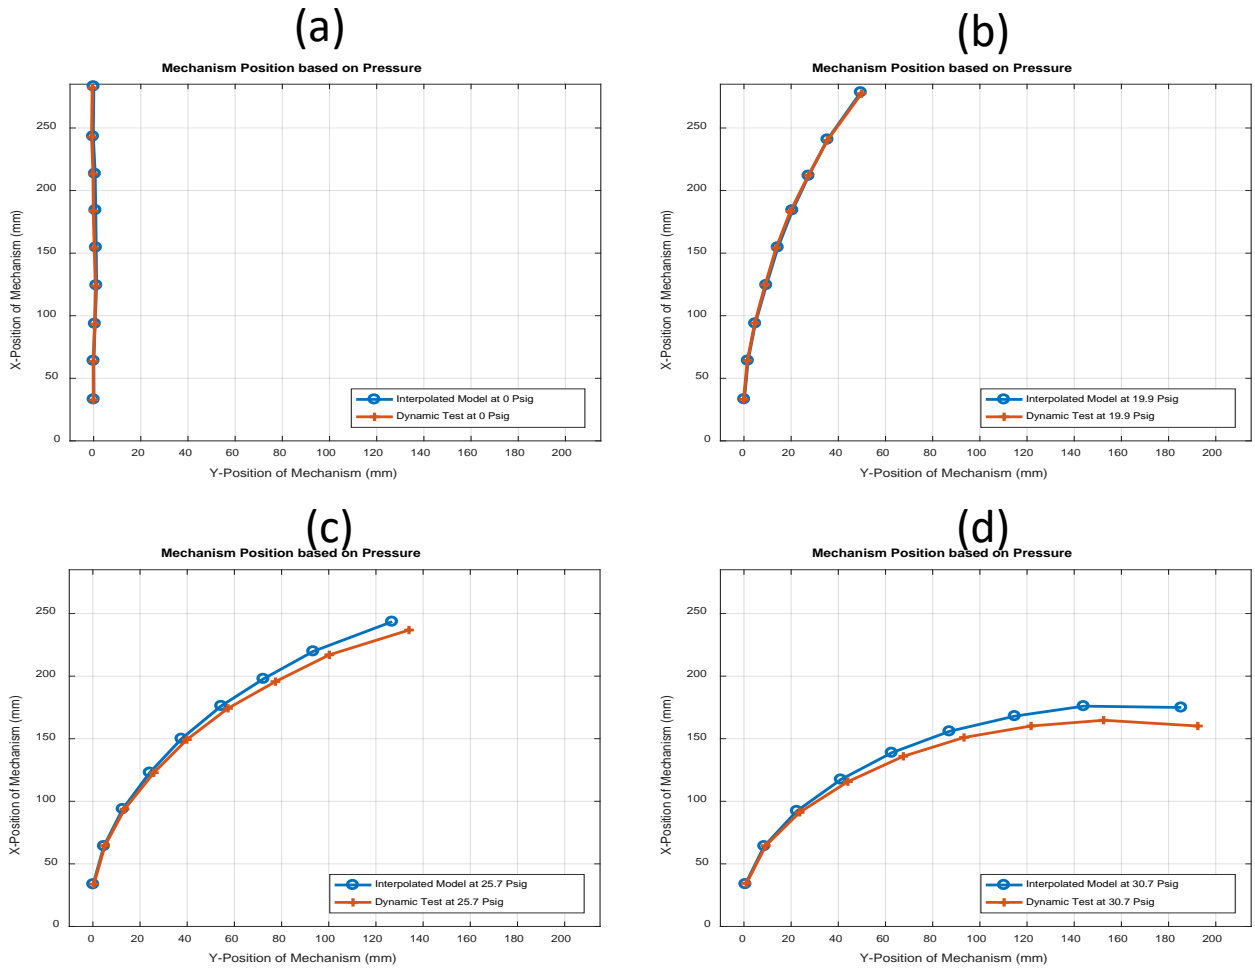 (a)
Mechanism Position based on Pressure
X-Position of Mechanism (mm)
250
200
150
100
50
0
Interpolated Model at 0 Psig
Dynamic Test at 0 Psig
0 20 40 60 80 100 120 140 160 180 200
Y-Position of Mechanism (mm)
(b)
Mechanism Position based on Pressure
X-Position of Mechanism (mm)
250
200
150
100
50
0
Interpolated Model at 19.9 Psig
Dynamic Test at 19.9 Psig
0 20 40 60 80 100 120 140 160 180 200
Y-Position of Mechanism (mm)
(c)
Mechanism Position based on Pressure
X-Position of Mechanism (mm)
250
200
150
100
50
0
Interpolated Model at 25.7 Psig
Dynamic Test at 25.7 Psig
0 20 40 60 80 100 120 140 160 180 200
Y-Position of Mechanism (mm)
(d)
Mechanism Position based on Pressure
X-Position of Mechanism (mm)
250
200
150
100
50
0
Interpolated Model at 30.7 Psig
Dynamic Test at 30.7 Psig
0 20 40 60 80 100 120 140 160 180 200
Y-Position of Mechanism (mm)